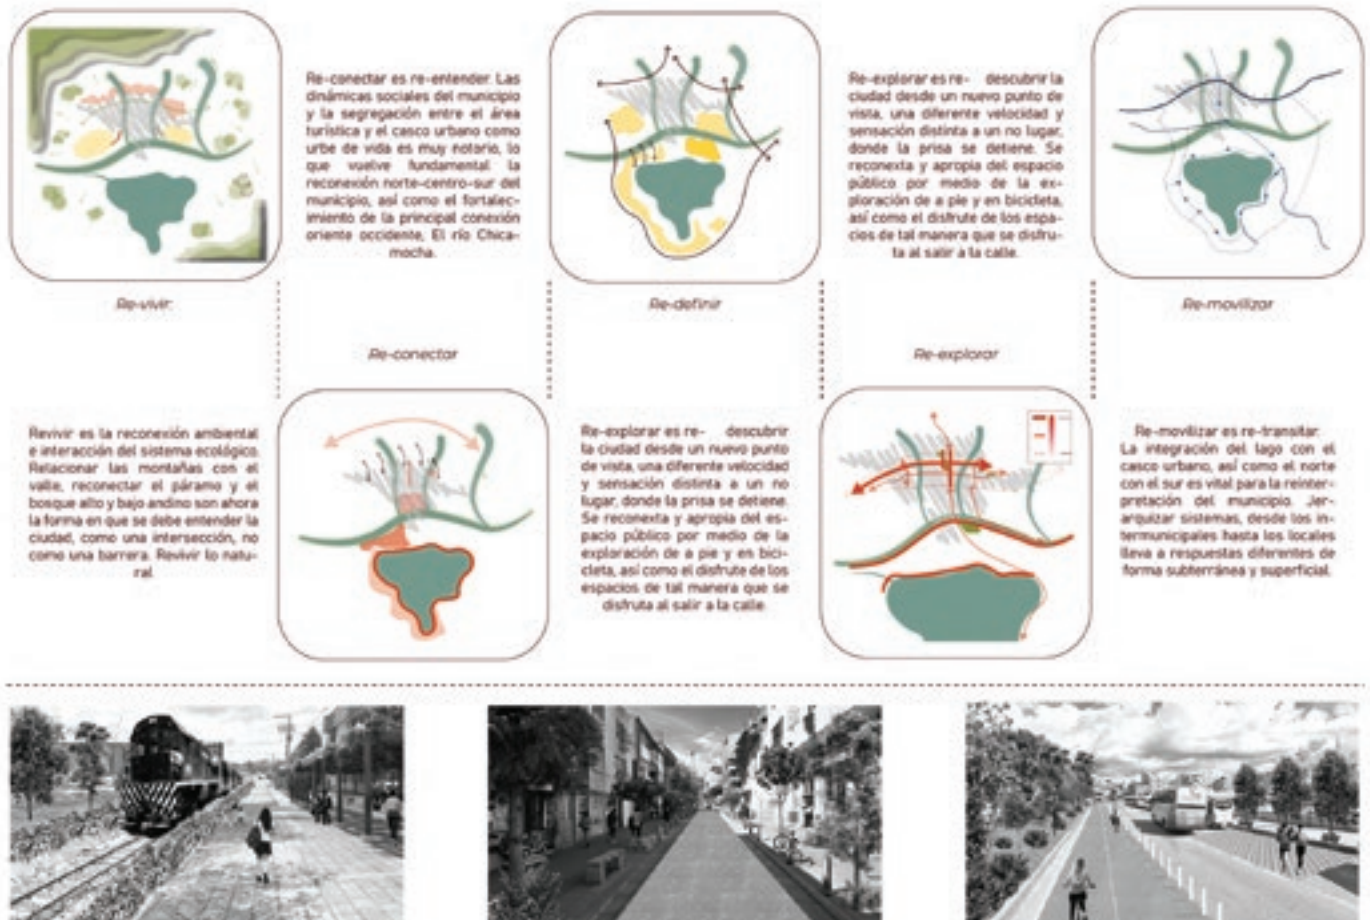 Re-conectar es re-entender. Las
dinámicas sociales del municipio
y la segregación entre el área
turística y el casco urbano como
urbe de vida es muy notario, lo
que vuelve fundamental la
reconexión norte-centro-sur del
municipio, así como el fortalec-
imiento de la principal conexión
oriente occidente, El río Chica-
mocha.
Re-explorar es re- descubrir la
ciudad desde un nuevo punto de
vista, una diferente velocidad y
sensación distinta a un no lugar,
donde la prisa se detiene. Se
reconexta y apropia del espacio
público por medio de la ex-
ploración de a pie y en bicicleta,
así como el disfrute de los espa-
cios de tal manera que se disfru-
ta al salir a la calle.
Re-vivir.
Re-definir
Re-movilizar
Re-conectar
Re-explorar
Revivir es la reconexión ambiental
e interacción del sistema ecológico.
Relacionar las montañas con el
valle, reconectar el páramo y el
bosque alto y bajo andino son ahora
la forma en que se debe entender la
ciudad, como una intersección, no
como una barrera. Revivir lo natu-
ral
Re-explorar es re- descubrir
la ciudad desde un nuevo punto
de vista, una diferente velocidad
y sensación distinta a un no
lugar, donde la prisa se detiene.
Se reconexta y apropia del es-
pacio público por medio de la
exploración de a pie y en bici-
cleta, así como el disfrute de los
espacios de tal manera que se
disfruta al salir a la calle.
Re-movilizar es re-transitar.
La integración del lago con el
casco urbano, así como el norte
con el sur es vital para la reinter-
pretación del municipio. Jer-
arquizar sistemas, desde los in-
termunicipales hasta los locales
lleva a respuestas diferentes de
forma subterránea y superficial.